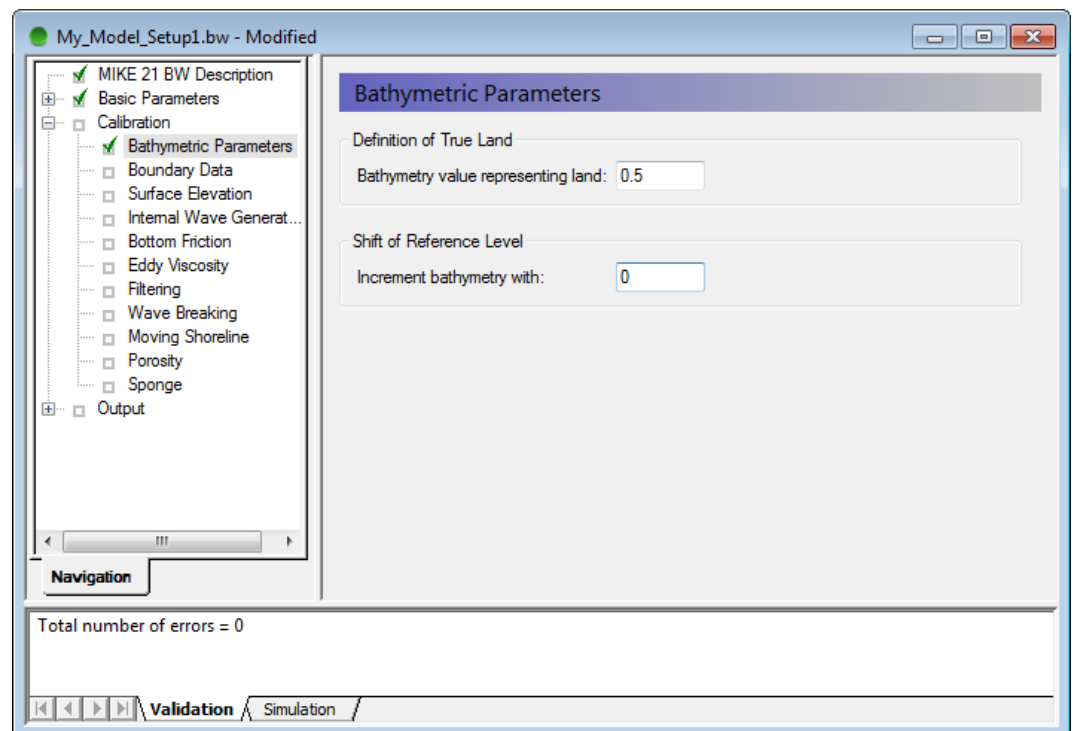 My_Model_Setup1.bw - Modified
MIKE 21 BW Description
Basic Parameters
Calibration
Bathymetric Parameters
Boundary Data
Surface Elevation
Internal Wave Generat...
Bottom Friction
Eddy Viscosity
Filtering
Wave Breaking
Moving Shoreline
Porosity
Sponge
Output
Navigation
Bathymetric Parameters
Definition of True Land
Bathymetry value representing land: 0.5
Shift of Reference Level
Increment bathymetry with: 0
Total number of errors = 0
Validation Simulation